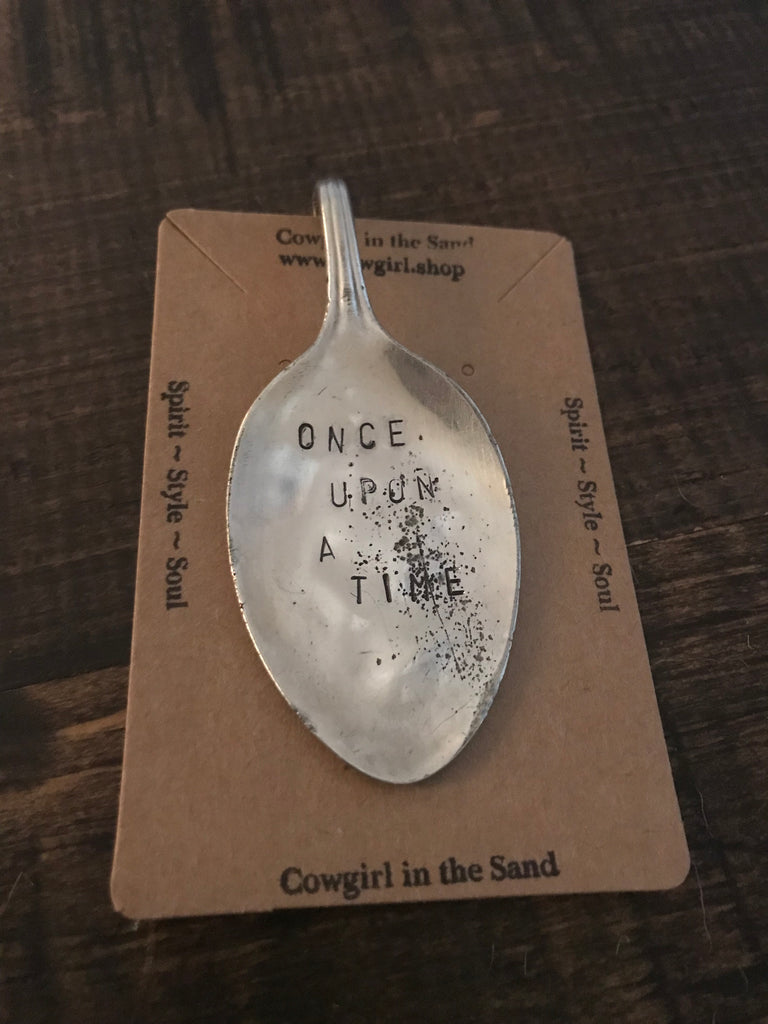 in the Sand
Spirit ~ Style ~ Soul
Spirit ~ Style ~ Soul
ONCE
UPON
A
TIME
Cowgirl in the Sand